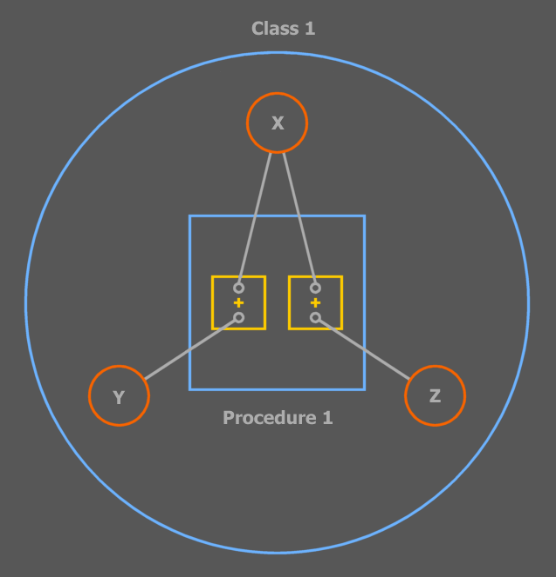 Class 1
X
+ +
Y
Z
Procedure 1